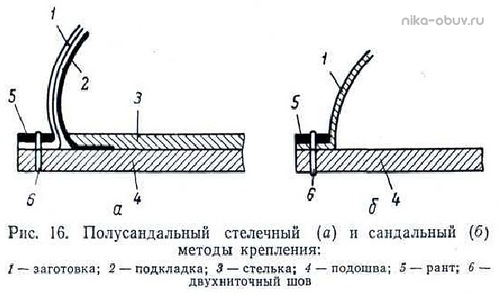 nika-obuv.ru
1
2
3
5
6
а
4
1
5
6
б
4
Рис. 16. Полусандальный стелечный (а) и сандальный (б)
методы крепления:
1 — заготовка; 2 — подкладка; 3 — стелька; 4 — подошва; 5 — рант; 6 —
двухниточный шов